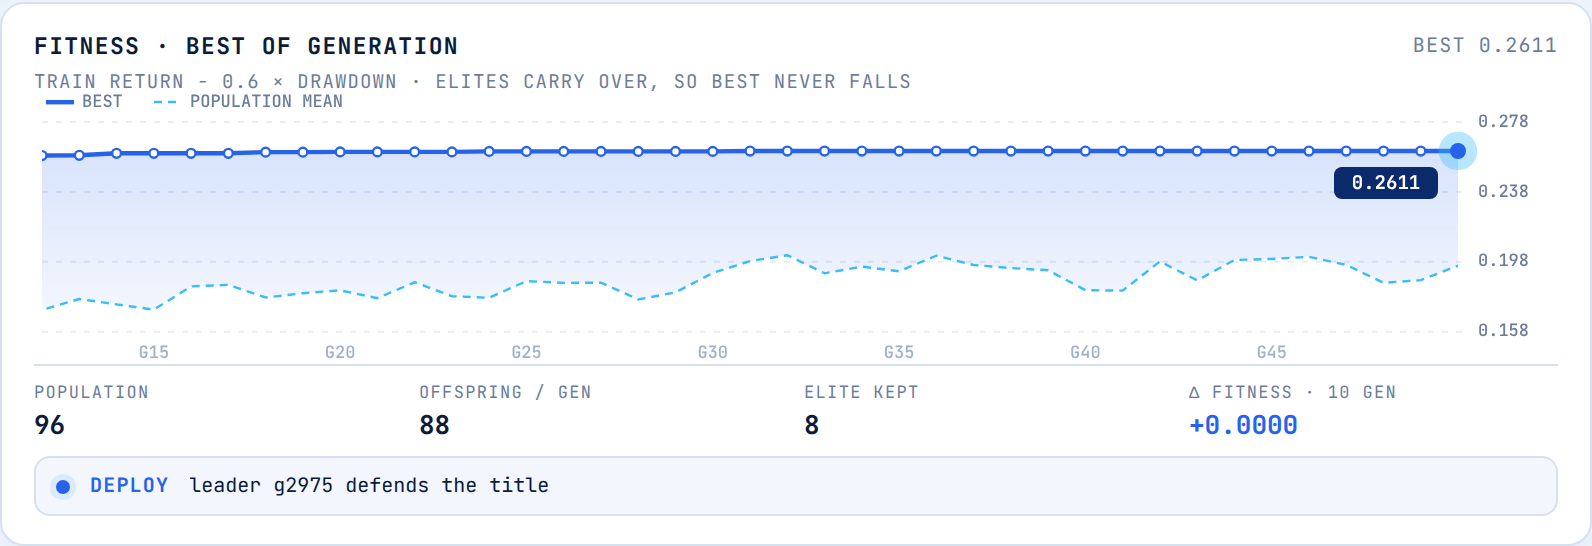 FITNESS · BEST OF GENERATION
BEST 0.2611
TRAIN RETURN - 0.6 × DRAWDOWN · ELITES CARRY OVER, SO BEST NEVER FALLS
BEST
POPULATION MEAN
0.278
0.2611
0.238
0.198
0.158
G15 G20 G25 G30 G35 G40 G45
POPULATION
96
OFFSPRING / GEN
88
ELITE KEPT
8
Δ FITNESS · 10 GEN
+0.0000
DEPLOY leader g2975 defends the title